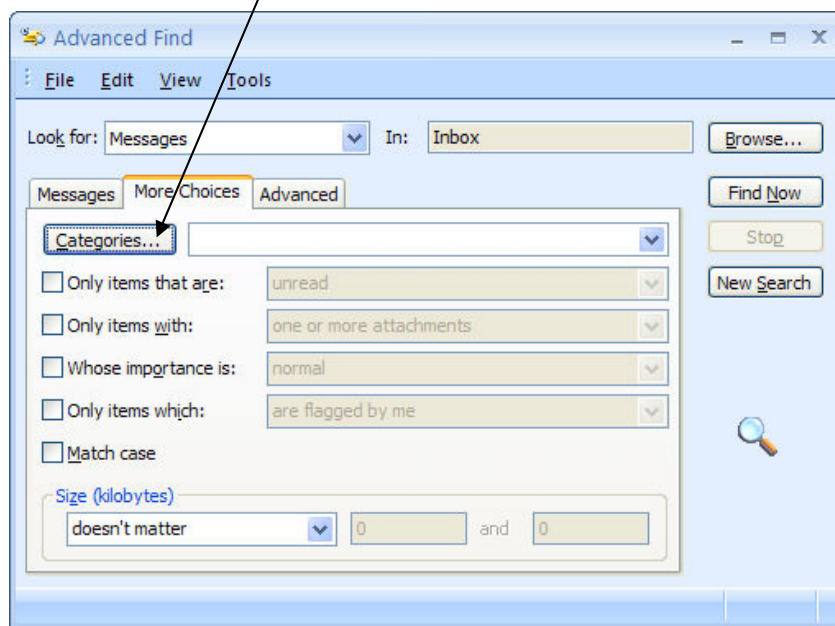 Advanced Find
File Edit View Tools
Look for: Messages In: Inbox Browse...
Messages More Choices Advanced Find Now
Categories... Stop
Only items that are: unread New Search
Only items with: one or more attachments
Whose importance is: normal
Only items which: are flagged by me
Match case
Size (kilobytes)
doesn't matter 0 and 0